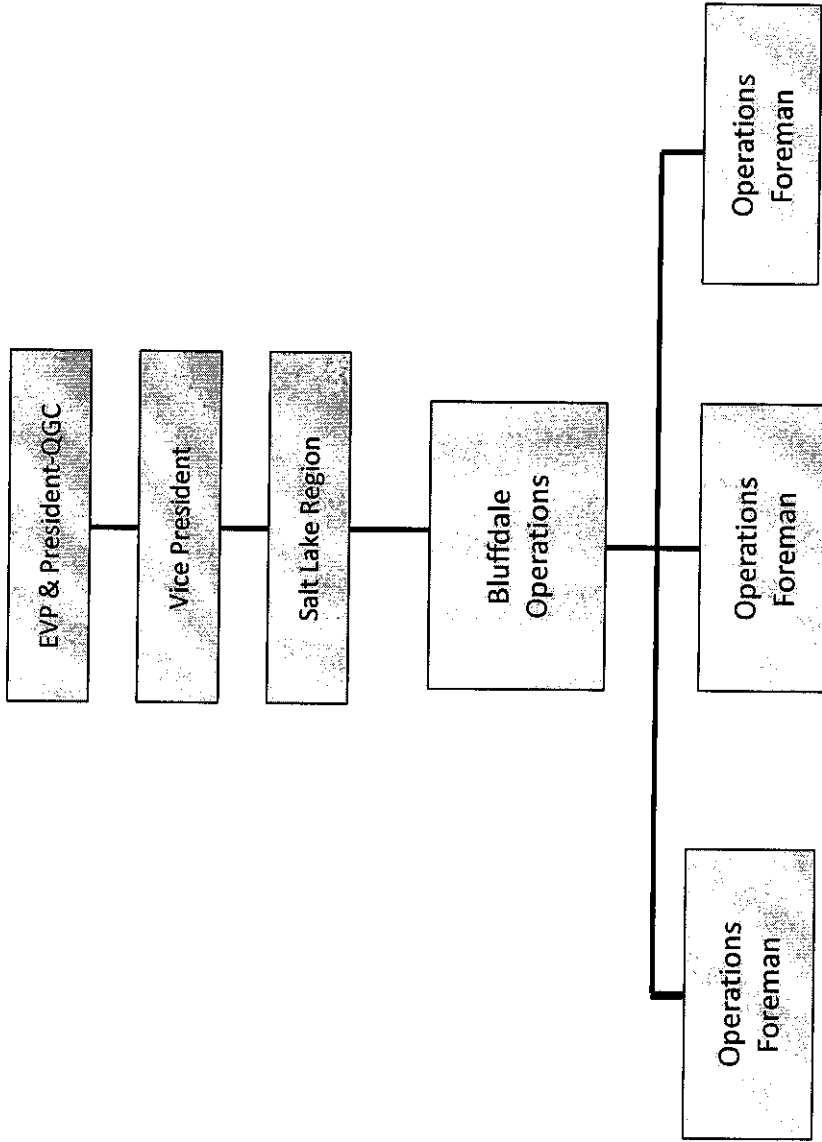 EVP & President-QGC
Vice President
Salt Lake Region
Bluffdale
Operations
Operations
Foreman
Operations
Foreman
Operations
Foreman